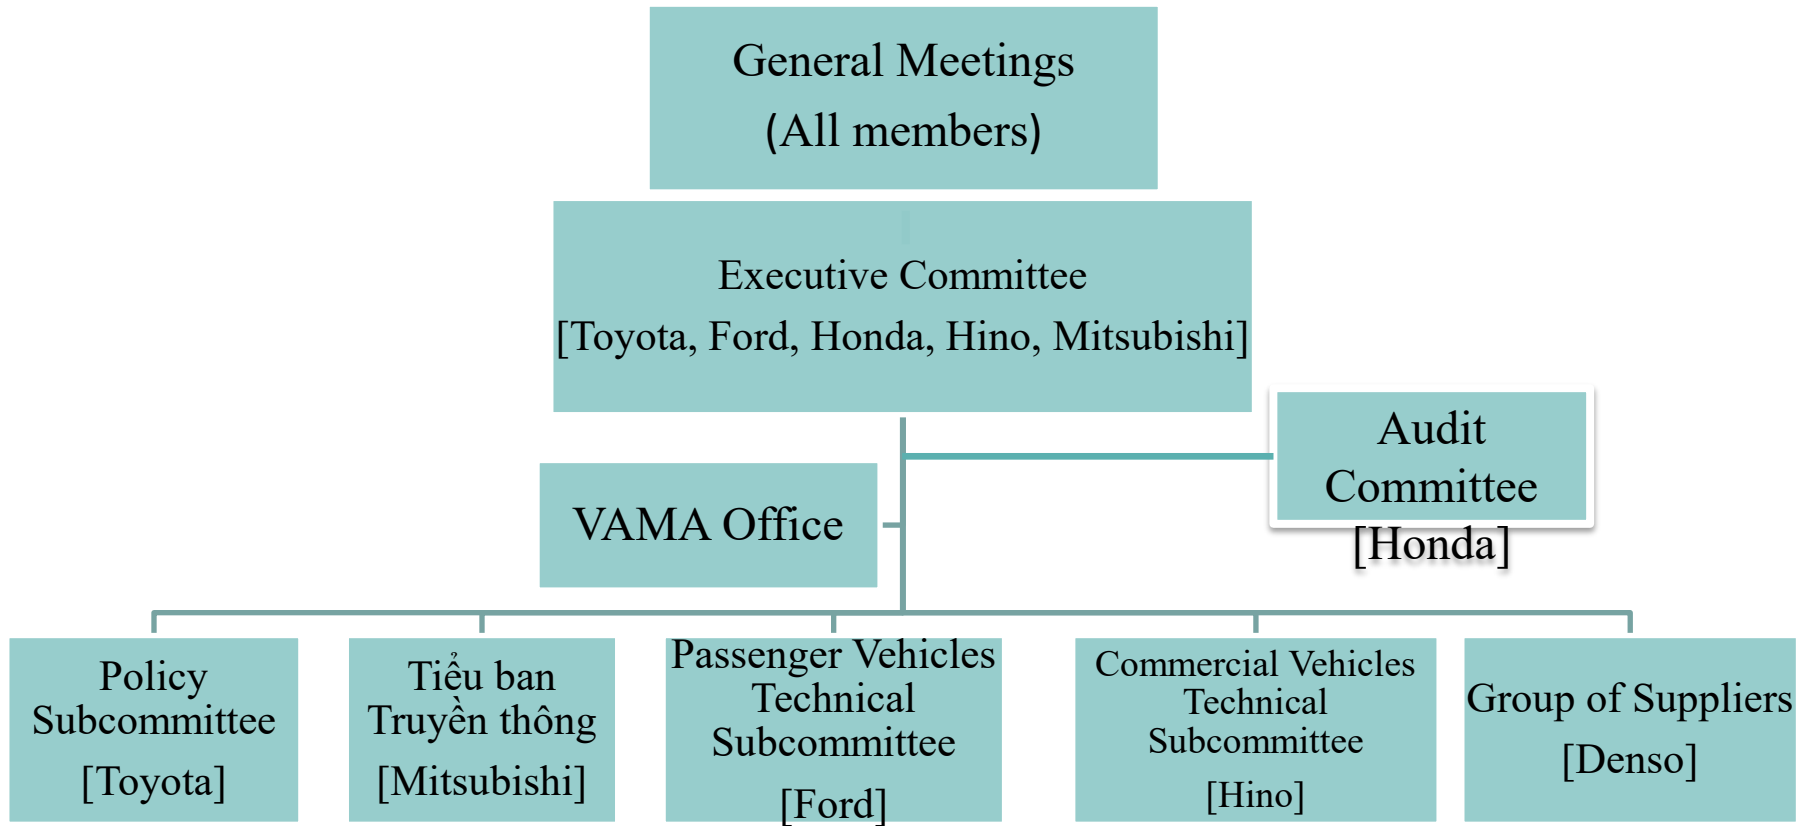 General Meetings
(All members)
Executive Committee
[Toyota, Ford, Honda, Hino, Mitsubishi]
Audit
Committee
[Honda]
VAMA Office
Policy
Subcommittee
[Toyota]
Tiểu ban
Truyền thông
[Mitsubishi]
Passenger Vehicles
Technical
Subcommittee
[Ford]
Commercial Vehicles
Technical
Subcommittee
[Hino]
Group of Suppliers
[Denso]